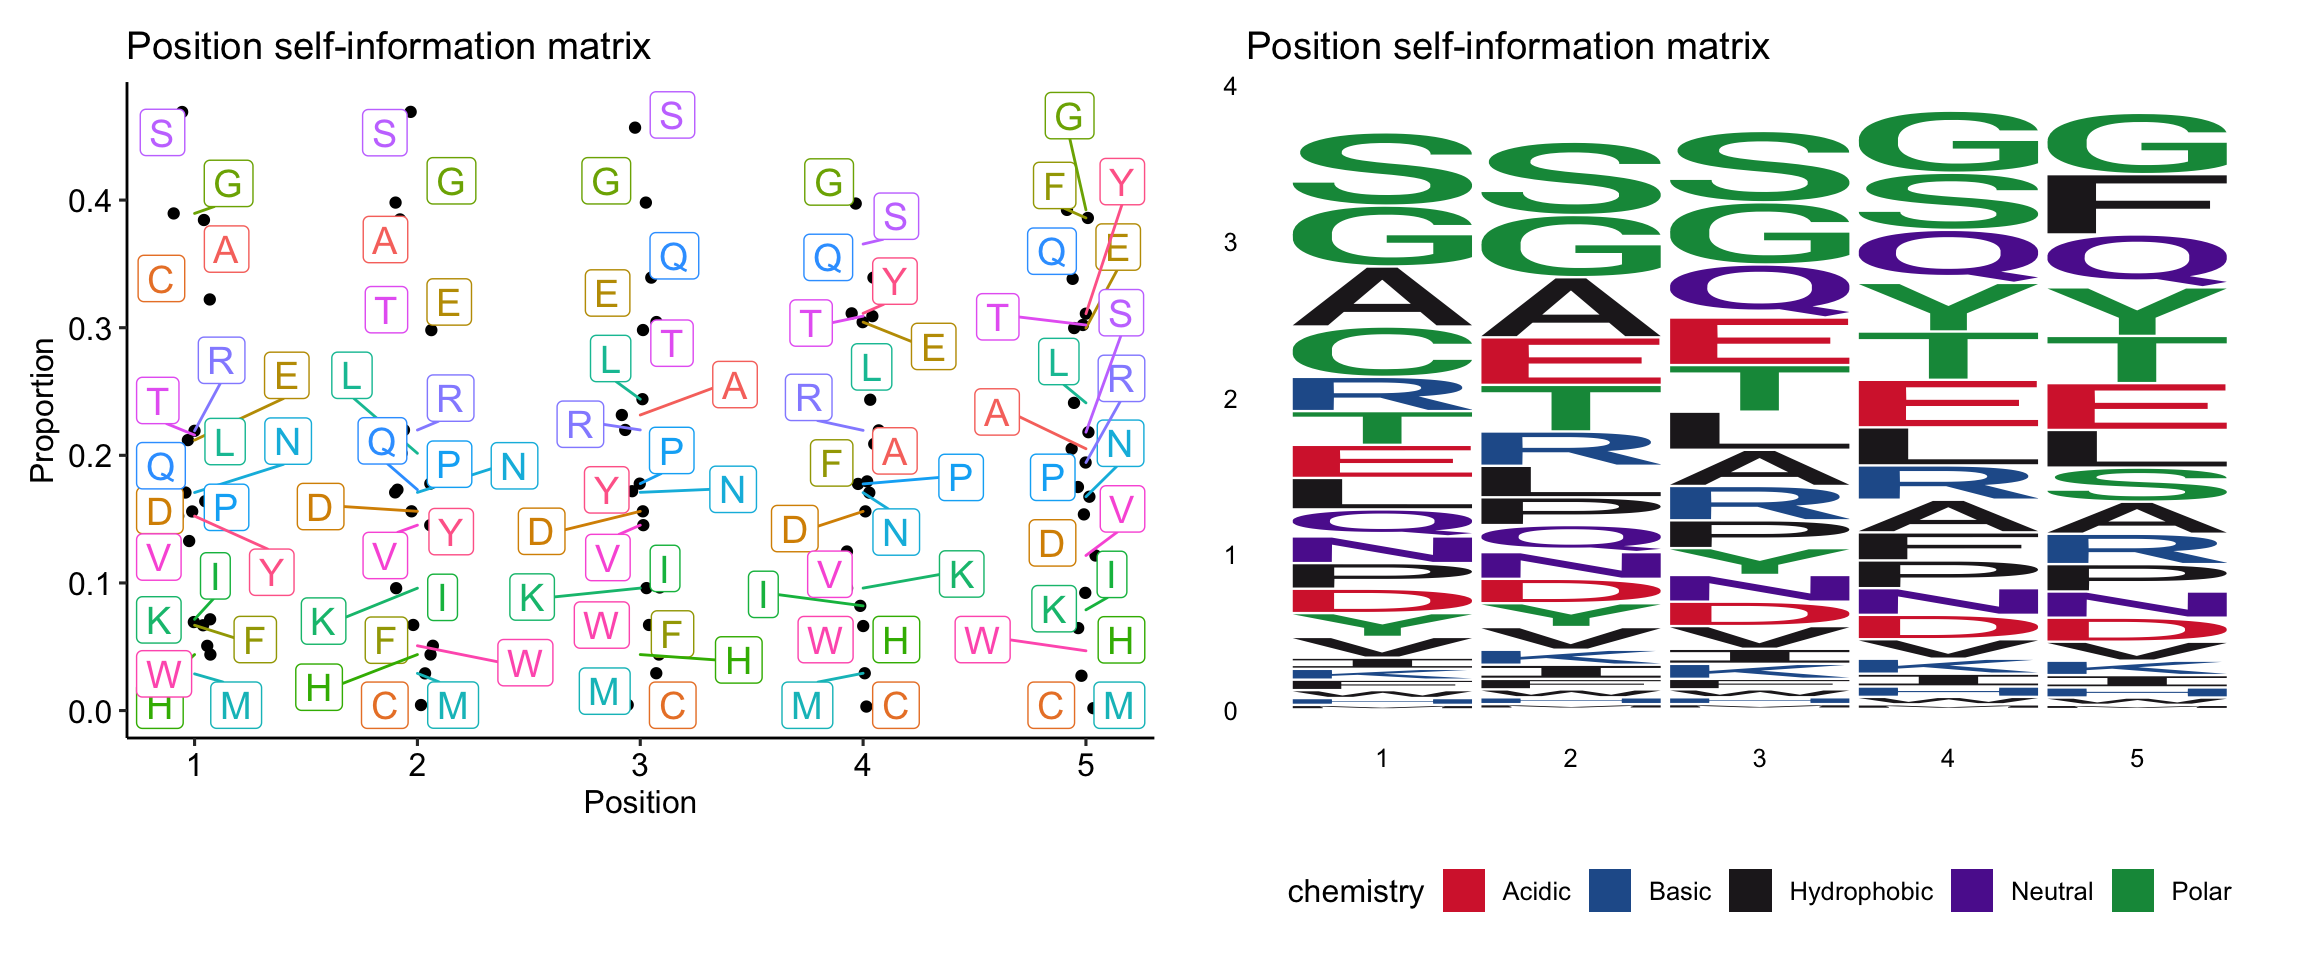 Position self-information matrix
Position self-information matrix
Proportion
0.4
0.3
0.2
0.1
0.0
S
G
A
C
R
E
T
L
N
Q
P
D
V
Y
I
K
F
W
H
M
S
G
A
T
E
L
R
Q
P
N
D
V
Y
K
I
F
W
H
C
M
S
G
Q
E
T
L
A
R
P
Y
N
D
V
I
K
W
F
H
M
C
G
S
Q
Y
T
E
L
R
A
F
P
N
D
V
K
I
W
H
M
C
G
F
Y
Q
E
T
S
L
R
A
N
P
V
D
I
K
W
H
C
M
1 2 3 4 5
Position
4
3
2
1
0
S
G
A
C
R
T
E
L
Q
N
P
D
Y
V
I
K
F
W
H
M
S
G
A
E
T
R
L
P
Q
N
D
Y
V
K
I
F
W
H
M
S
G
Q
E
T
L
A
R
P
Y
N
D
V
I
K
F
W
H
M
G
S
Q
Y
T
E
L
R
A
F
P
N
D
V
K
I
H
W
M
G
F
Q
Y
T
E
L
S
A
R
P
N
D
V
K
I
H
W
M
1 2 3 4 5
chemistry Acidic Basic Hydrophobic Neutral Polar